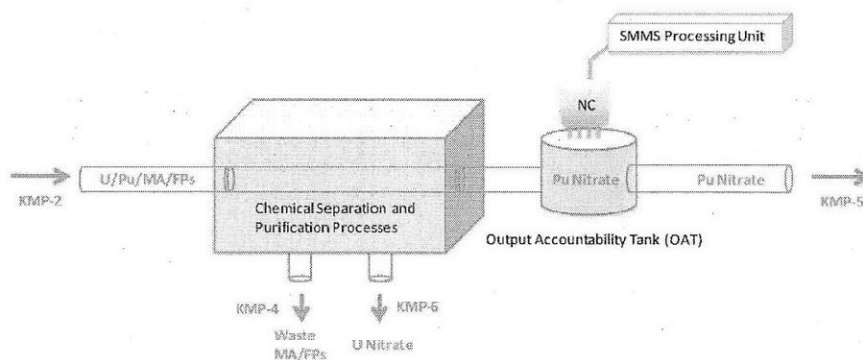 SMMS Processing Unit
NC
U/Pu/MA/FPs
Pu Nitrate
Pu Nitrate
KMP-2
KMP-5
Chemical Separation and
Purification Processes
Output Accountability Tank (OAT)
KMP-4
KMP-6
Waste
MA/FPs
U Nitrate